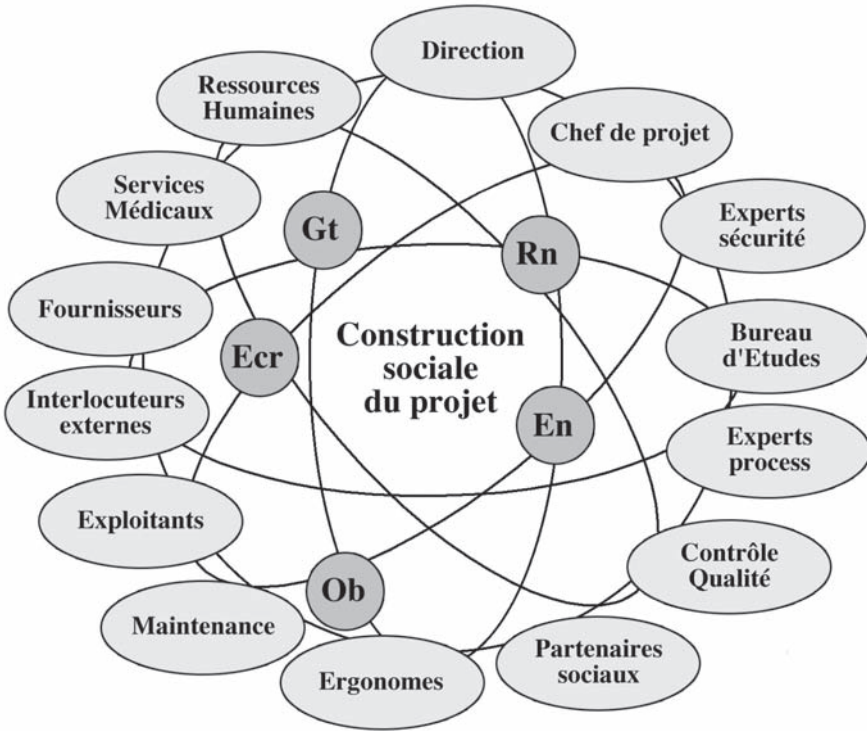 Direction
Ressources
Humaines
Chef de projet
Services
Médicaux
Experts
sécurité
Gt
Rn
Fournisseurs
Construction
sociale
du projet
Bureau
d'Etudes
Ecr
Interlocuteurs
externes
En
Experts
process
Exploitants
Contrôle
Qualité
Ob
Maintenance
Partenaires
sociaux
Ergonomes